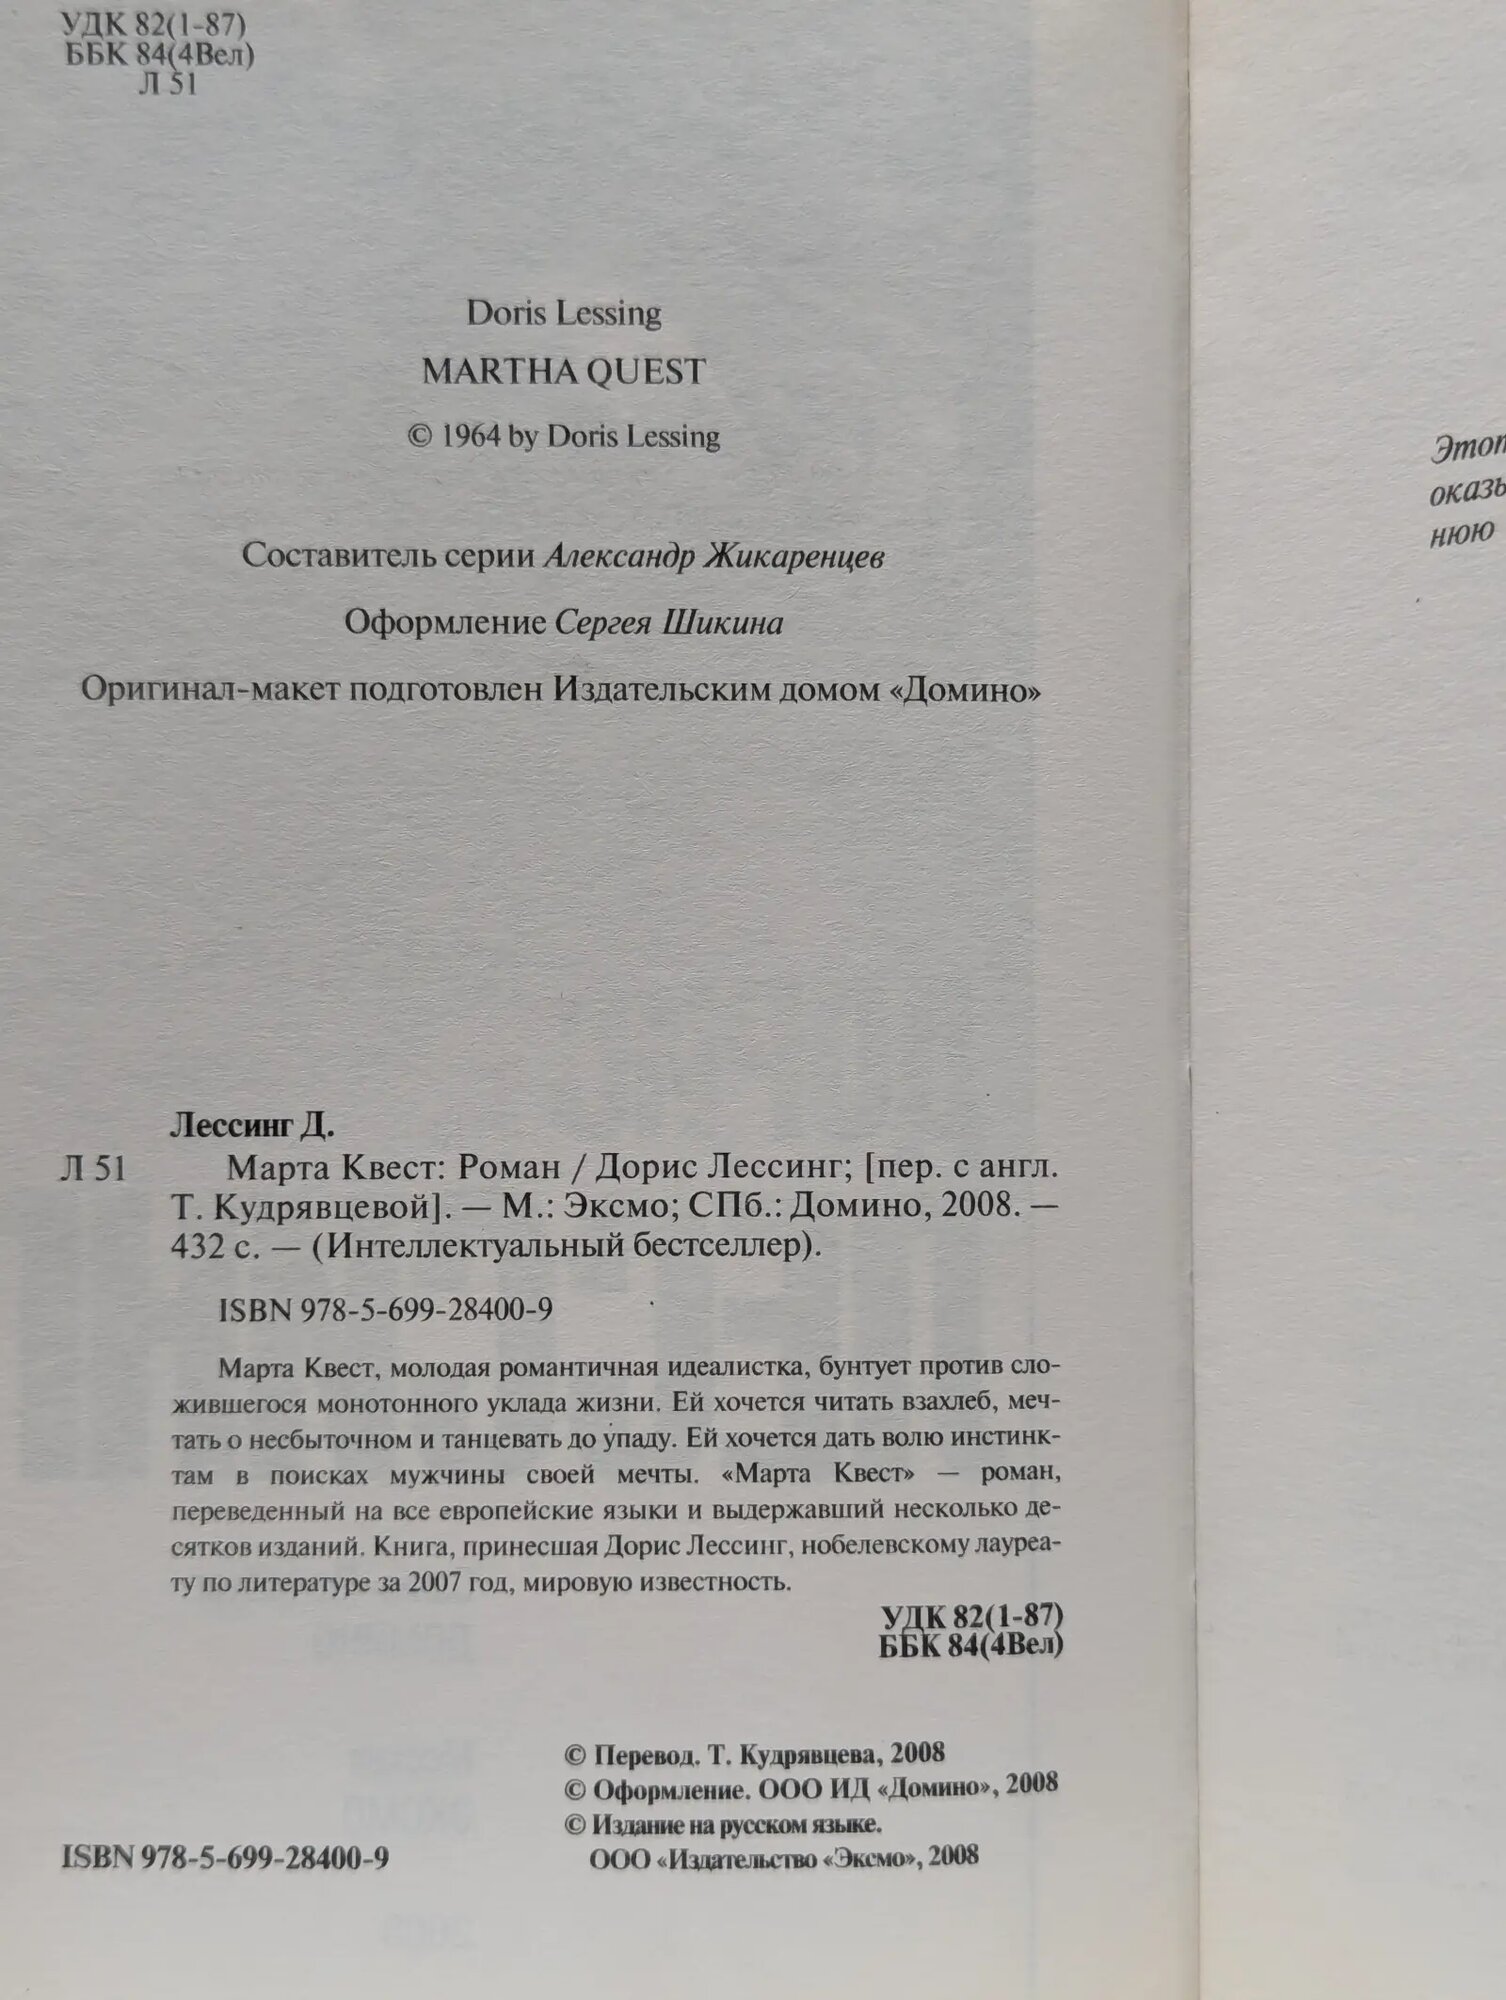 УДК 82(1-87)
ББК 84(4Вел)
Л 51
Doris Lessing
MARTHA QUEST
© 1964 by Doris Lessing
Составитель серии Александр Жикаренцев
Оформление Сергея Шикина
Оригинал-макет подготовлен Издательским домом «Домино»
Лессинг Д.
Л 51 Марта Квест: Роман / Дорис Лессинг; [пер. с англ.
Т. Кудрявцевой]. — М.: Эксмо; СПб.: Домино, 2008. —
432 с. — (Интеллектуальный бестселлер).
ISBN 978-5-699-28400-9
Марта Квест, молодая романтичная идеалистка, бунтует против сло-
жившегося монотонного уклада жизни. Ей хочется читать взахлеб, меч-
тать о несбыточном и танцевать до упаду. Ей хочется дать волю инстинк-
там в поисках мужчины своей мечты. «Марта Квест» — роман,
переведенный на все европейские языки и выдержавший несколько де-
сятков изданий. Книга, принесшая Дорис Лессинг, нобелевскому лауреа-
ту по литературе за 2007 год, мировую известность.
УДК 82(1-87)
ББК 84(4Вел)
© Перевод. Т. Кудрявцева, 2008
© Оформление. ООО ИД «Домино», 2008
© Издание на русском языке.
ООО «Издательство «Эксмо», 2008
ISBN 978-5-699-28400-9
нюю